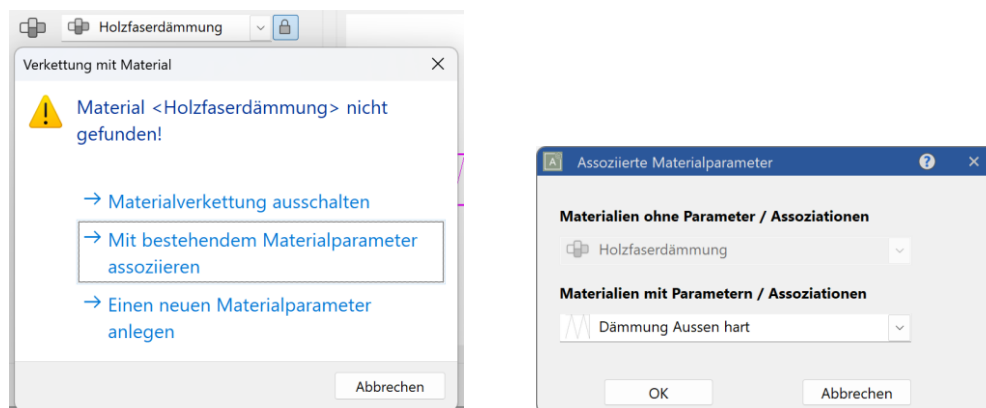 Holzfaserdämmung
Verkettung mit Material
Material <Holzfaserdämmung> nicht
gefunden!
→ Materialverkettung ausschalten
→ Mit bestehendem Materialparameter
assoziieren
→ Einen neuen Materialparameter
anlegen
Abbrechen
Assoziierte Materialparameter
Materialien ohne Parameter / Assoziationen
Holzfaserdämmung
Materialien mit Parametern / Assoziationen
Dämmung Aussen hart
OK Abbrechen